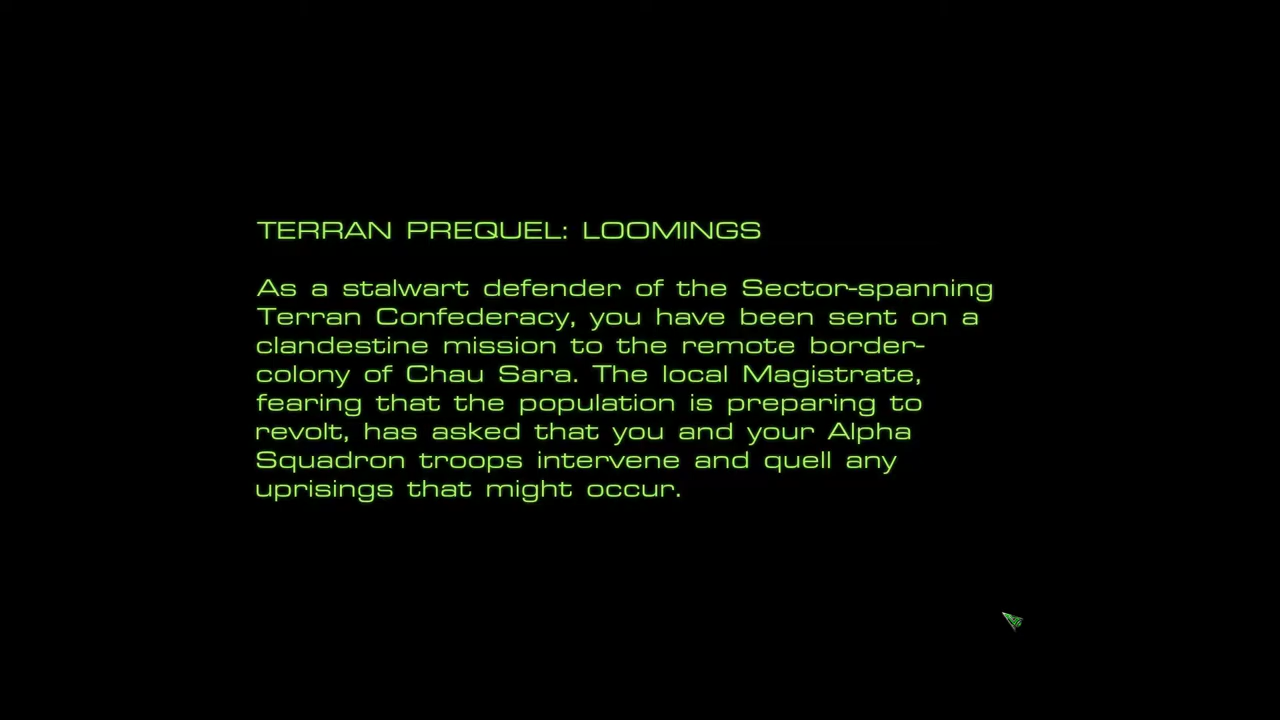 TERRAN PREQUEL: LOOMINGS
As a stalwart defender of the Sector-spanning
Terran Confederacy, you have been sent on a
clandestine mission to the remote border-
colony of Chau Sara. The local Magistrate,
fearing that the population is preparing to
revolt, has asked that you and your Alpha
Squadron troops intervene and quell any
uprisings that might occur.